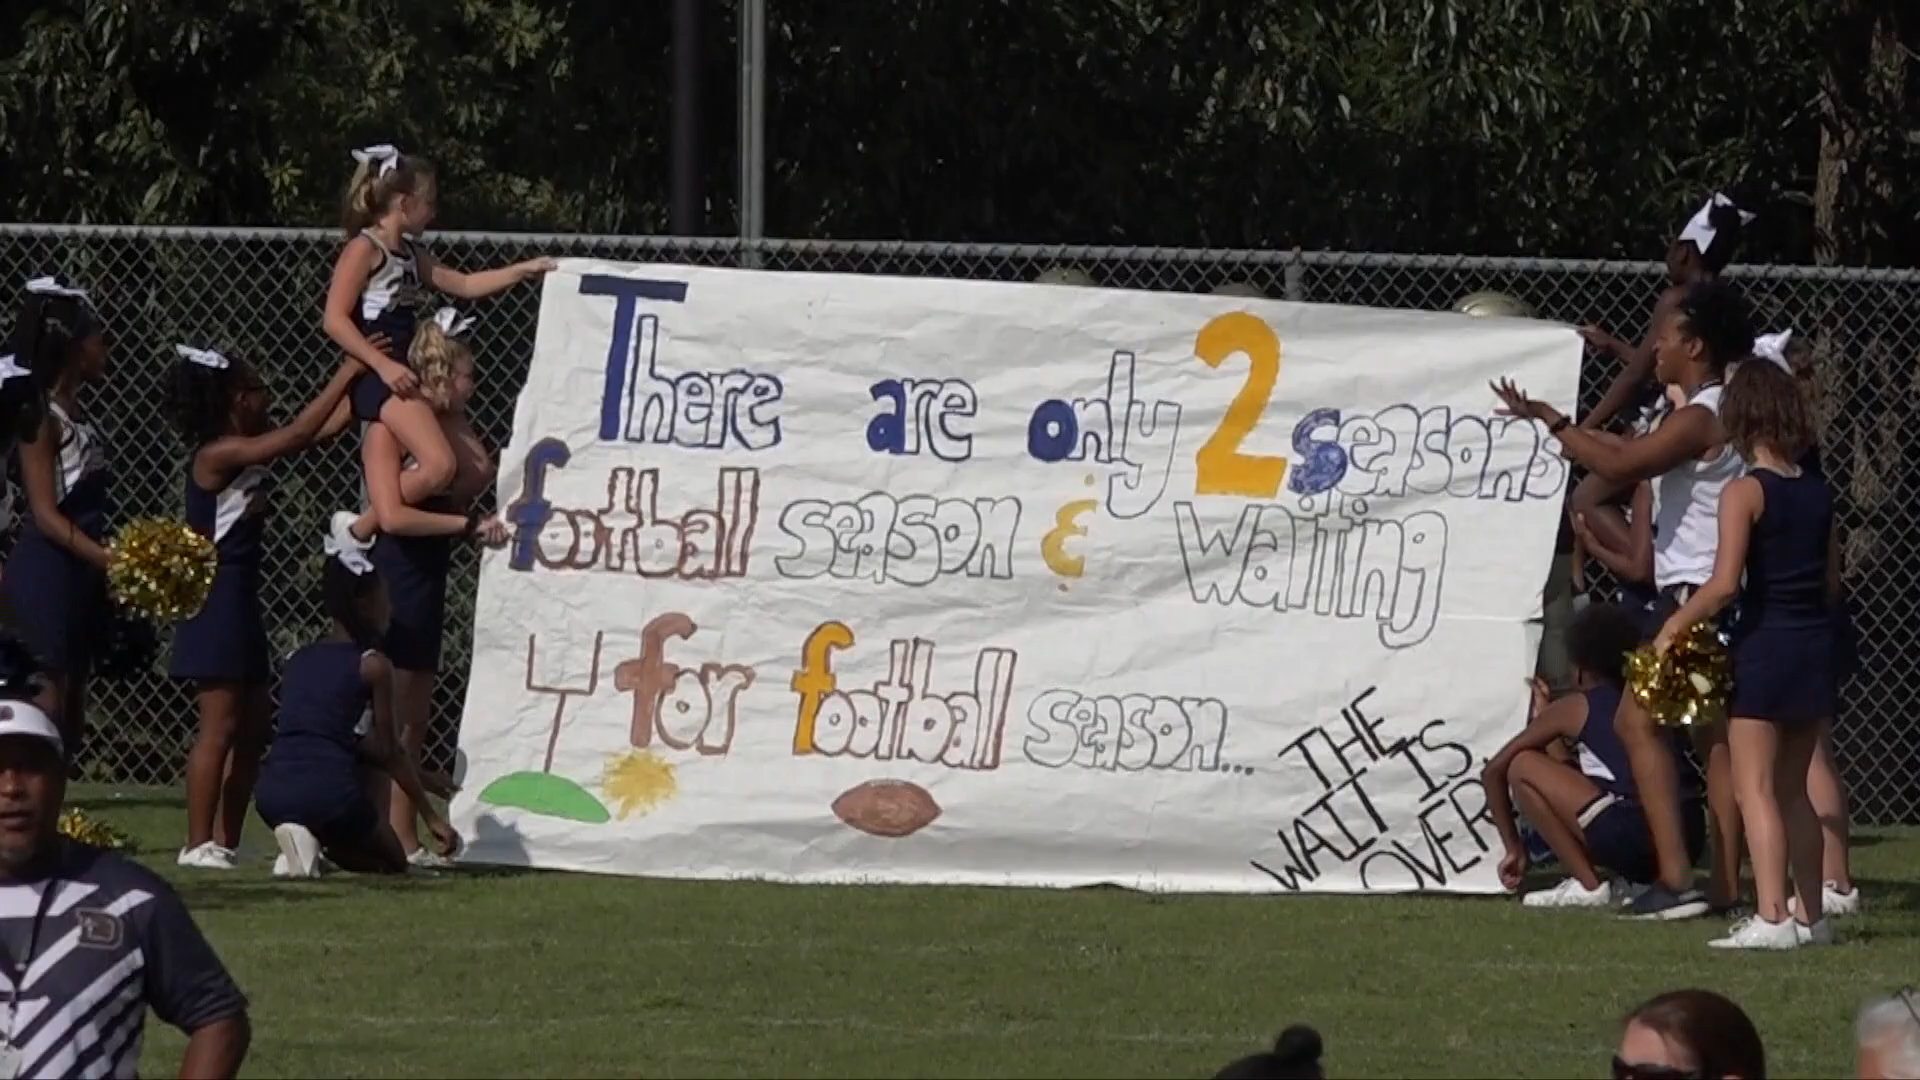 There are only 2 seasons
football season & waiting
for football season...
THE
WAIT IS
OVER
D